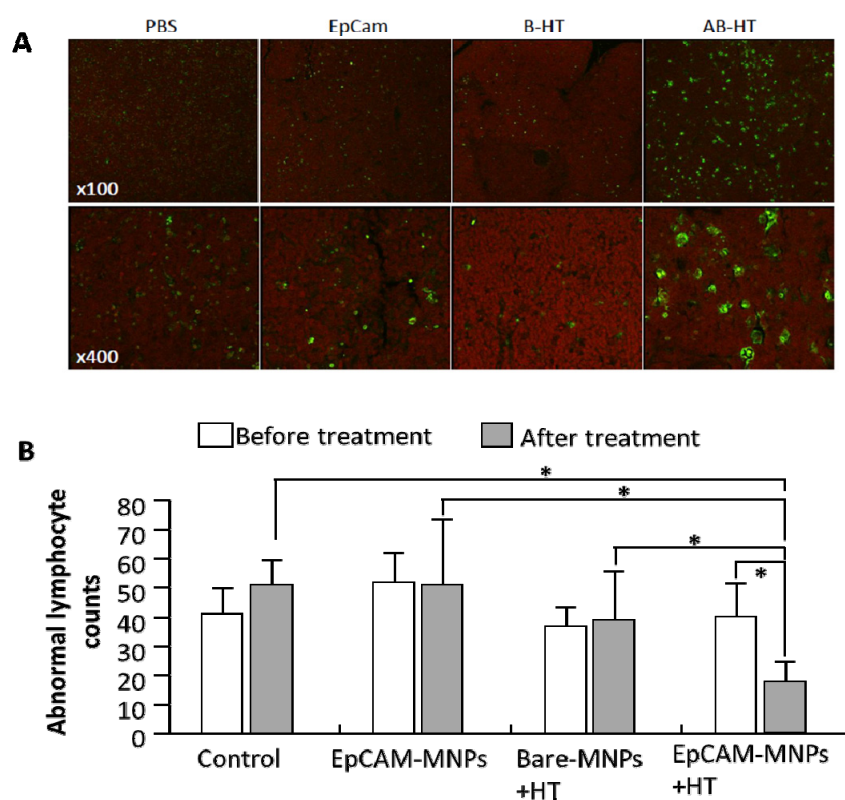 A
PBS EpCam B-HT AB-HT
x100
x400
B
Before treatment After treatment
Abnormal lymphocyte
counts
80
70
60
50
40
30
20
10
0
*
*
*
*
Control EpCAM-MNPs Bare-MNPs EpCAM-MNPs
+HT +HT